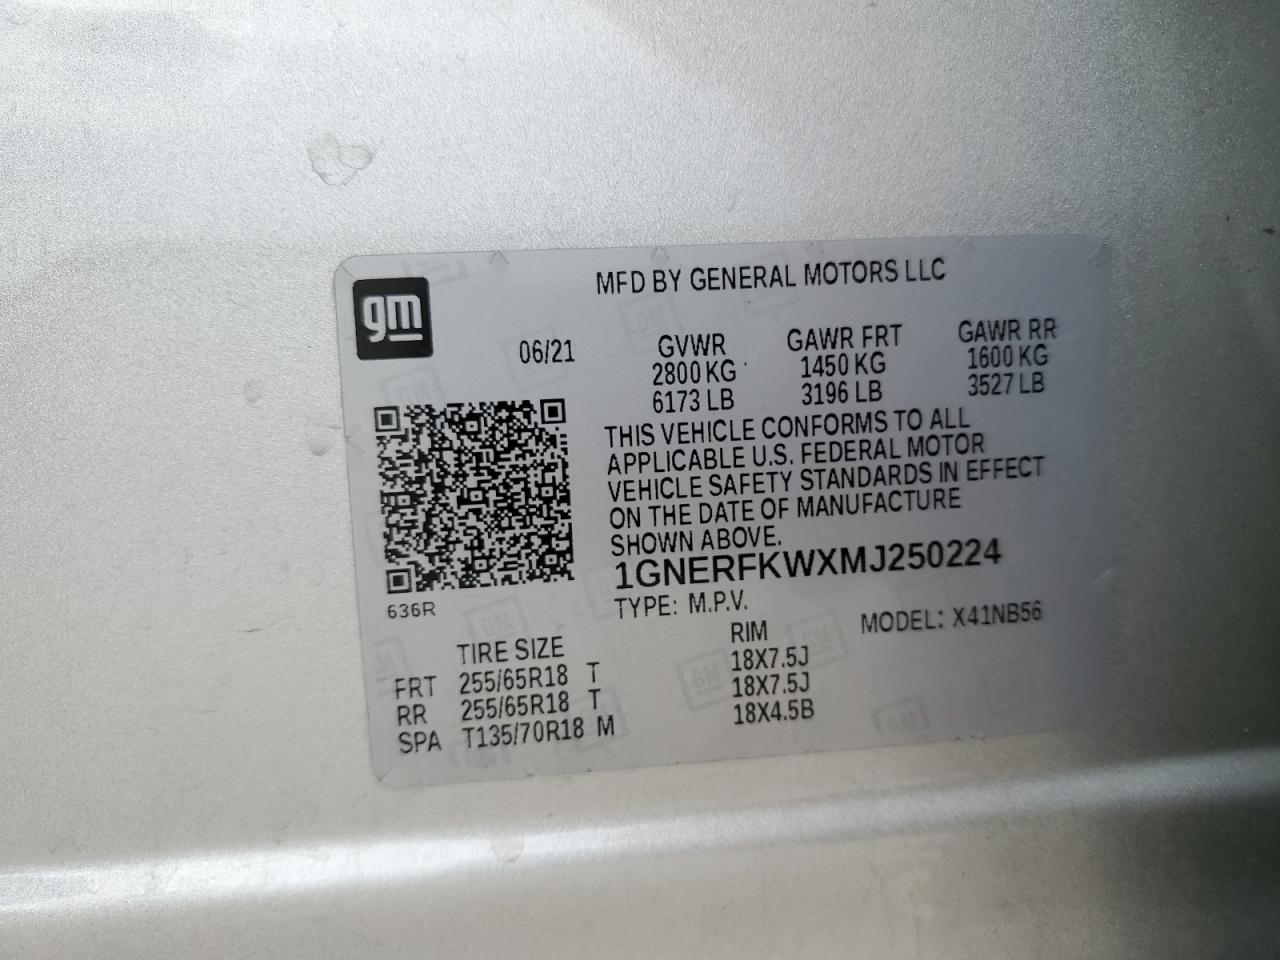 gm
MFD BY GENERAL MOTORS LLC
06/21 GVWR GAWR FRT GAWR RR
2800 KG 1450 KG 1600 KG
6173 LB 3196 LB 3527 LB
THIS VEHICLE CONFORMS TO ALL
APPLICABLE U.S. FEDERAL MOTOR
VEHICLE SAFETY STANDARDS IN EFFECT
ON THE DATE OF MANUFACTURE
SHOWN ABOVE.
1GNERFKWXMJ250224
636R
TYPE: M.P.V. MODEL: X41NB56
TIRE SIZE RIM
FRT 255/65R18 T 18X7.5J
RR 255/65R18 T 18X7.5J
SPA T135/70R18 M 18X4.5B